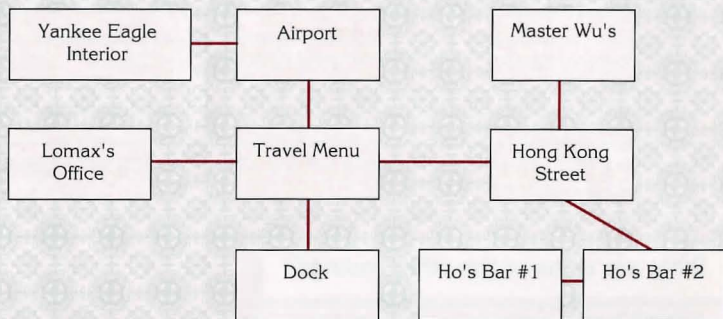 Yankee Eagle
Interior
Airport
Master Wu's
Lomax's
Office
Travel Menu
Hong Kong
Street
Dock
Ho's Bar #1
Ho's Bar #2